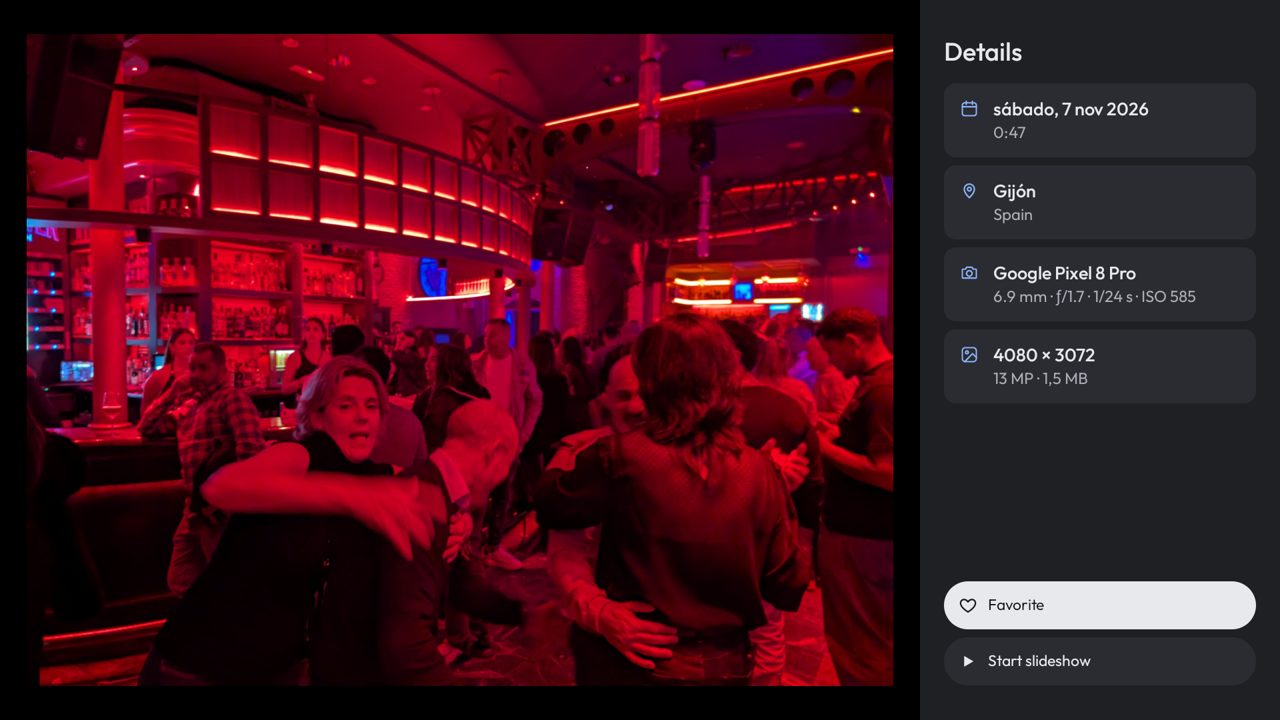 Details
sábado, 7 nov 2026
0:47
Gijón
Spain
Google Pixel 8 Pro
6.9 mm · ƒ/1.7 · 1/24 s · ISO 585
4080 × 3072
13 MP · 1,5 MB
Favorite
Start slideshow